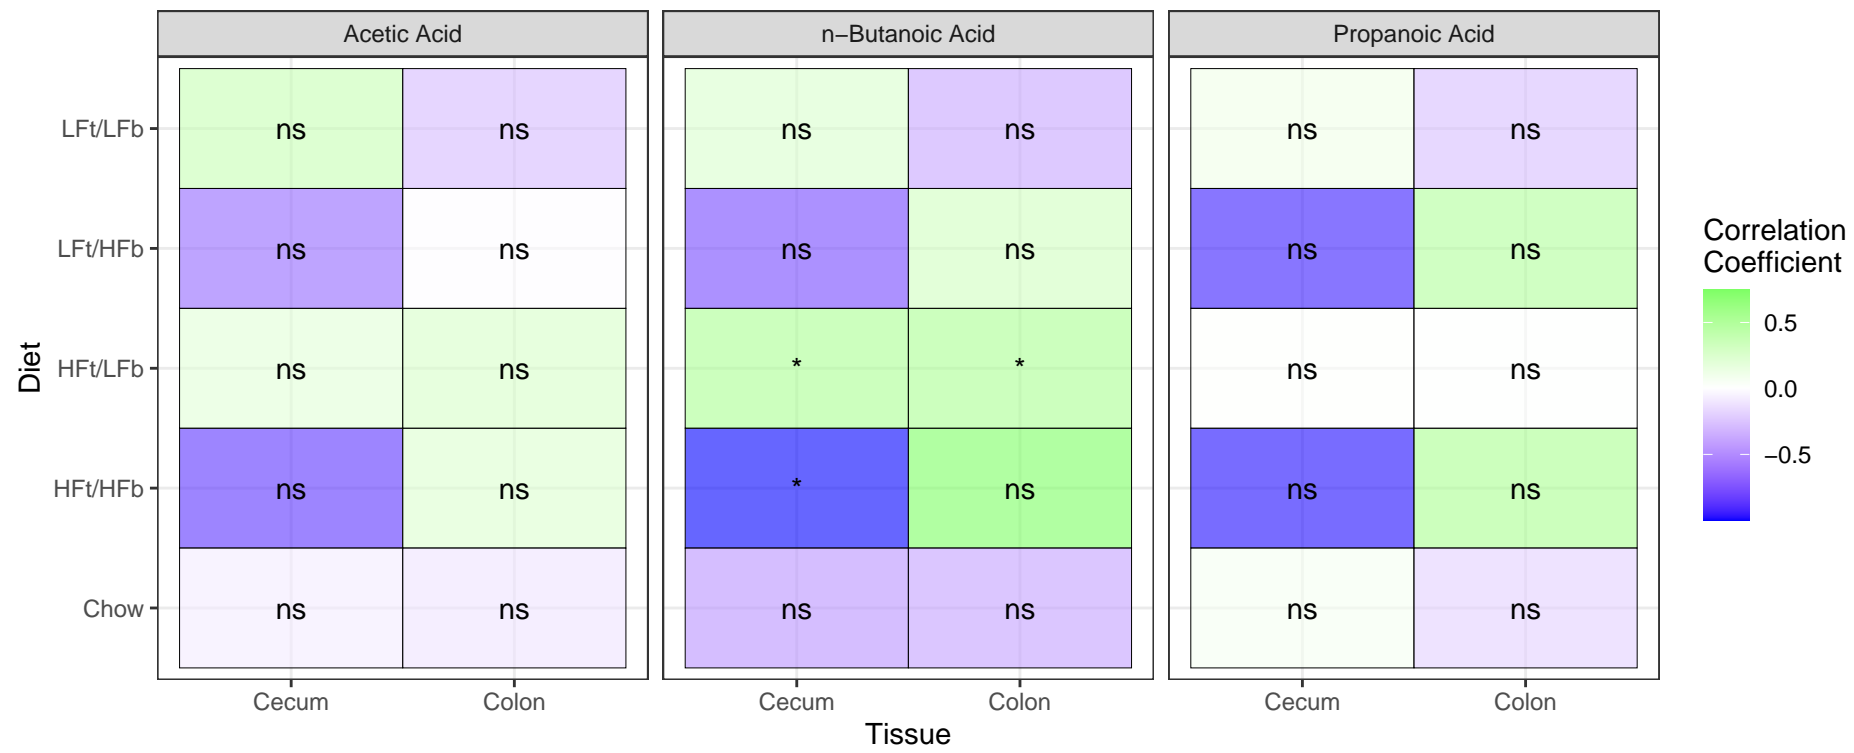 Acetic Acid
n−Butanoic Acid
Propanoic Acid
LFt/LFb
ns ns ns ns ns ns
LFt/HFb
ns ns ns ns ns ns
HFt/LFb
ns ns * * ns ns
HFt/HFb
ns ns * ns ns ns
Chow
ns ns ns ns ns ns
Diet
Cecum Colon Cecum Colon Cecum Colon
Tissue
Correlation
Coefficient
0.5
0.0
−0.5